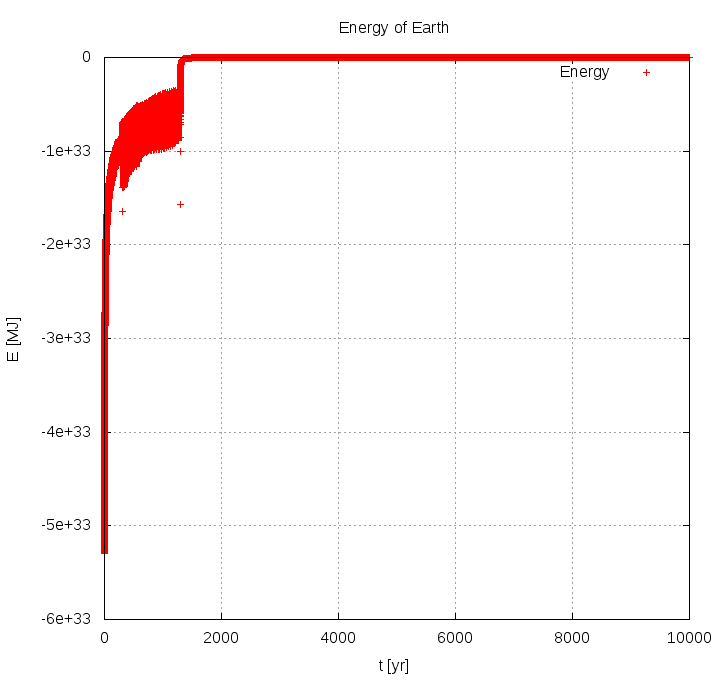 Energy of Earth
Energy
0
-1e+33
-2e+33
-3e+33
-4e+33
-5e+33
-6e+33
E [MJ]
0 2000 4000 6000 8000 10000
t [yr]